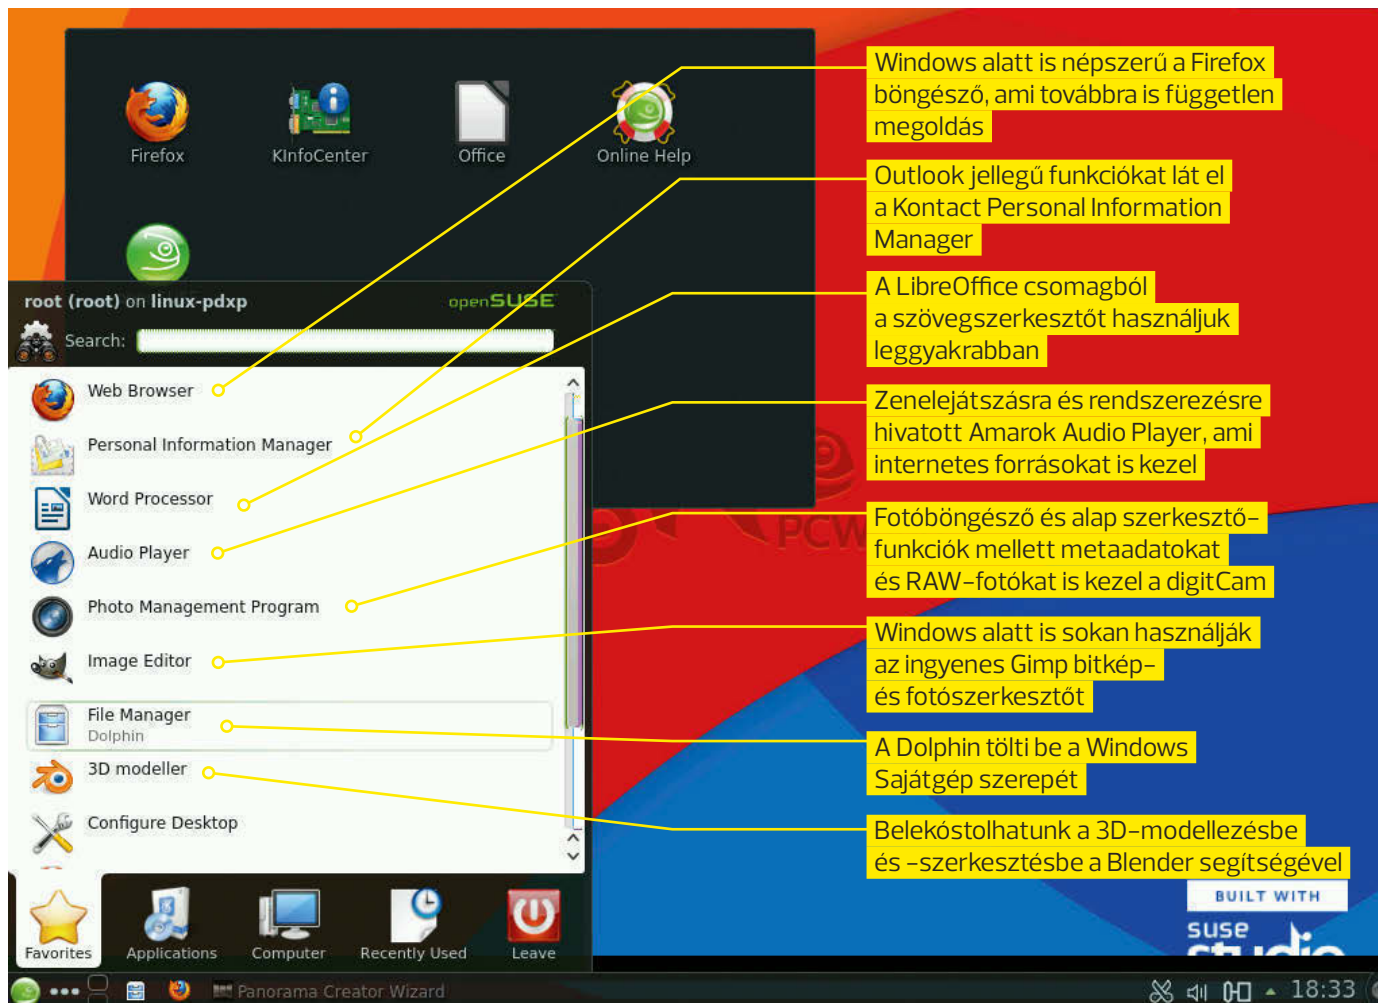 Firefox
KInfoCenter
Office
Online Help
root (root) on linux-pdxp
openSUSE
Search:
Web Browser
Personal Information Manager
Word Processor
Audio Player
Photo Management Program
Image Editor
File Manager
Dolphin
3D modeller
Configure Desktop
Favorites
Applications
Computer
Recently Used
Leave
Panorama Creator Wizard
18:33
Windows alatt is népszerű a Firefox
böngésző, ami továbbra is független
megoldás
Outlook jellegű funkciókat lát el
a Kontact Personal Information
Manager
A LibreOffice csomagból
a szövegszerkesztőt használjuk
leggyakrabban
Zenelejátszásra és rendszerezésre
hivatott Amarok Audio Player, ami
internetes forrásokat is kezel
Fotóböngésző és alap szerkesztő-
funkciók mellett metaadatokat
és RAW-fotókat is kezel a digitCam
Windows alatt is sokan használják
az ingyenes Gimp bitkép-
és fotószerkesztőt
A Dolphin tölti be a Windows
Sajátgép szerepét
Belekóstolhatunk a 3D-modellezésbe
és -szerkesztésbe a Blender segítségével
PCW
BUILT WITH
suse
studio